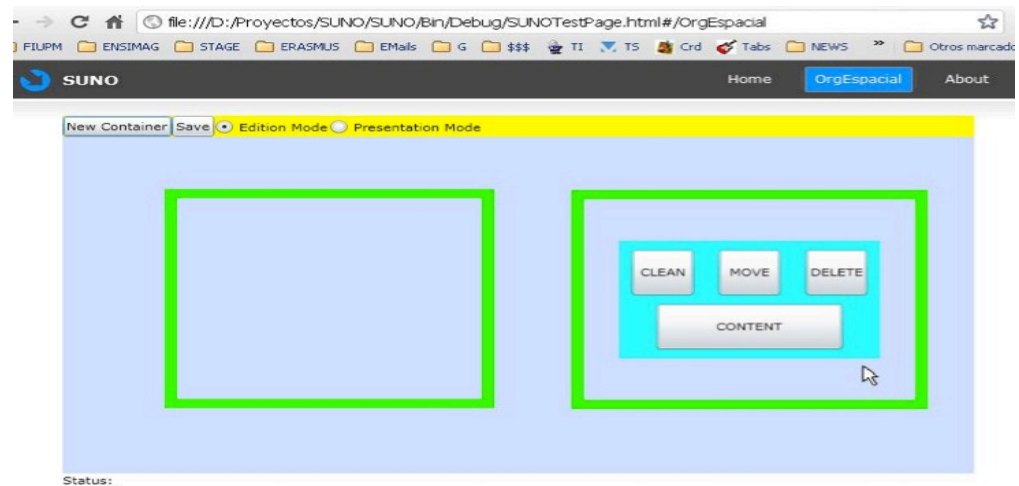 file:///D:/Proyectos/SUNO/SUNO/Bin/Debug/SUNOTestPage.html#/OrgEspacial
FIUPM ENSIMAG STAGE ERASMUS EMails G $$$ TI TS Crd Tabs NEWS » Otros marcado
SUNO Home OrgEspacial About
New Container Save Edition Mode Presentation Mode
CLEAN MOVE DELETE
CONTENT
Status: